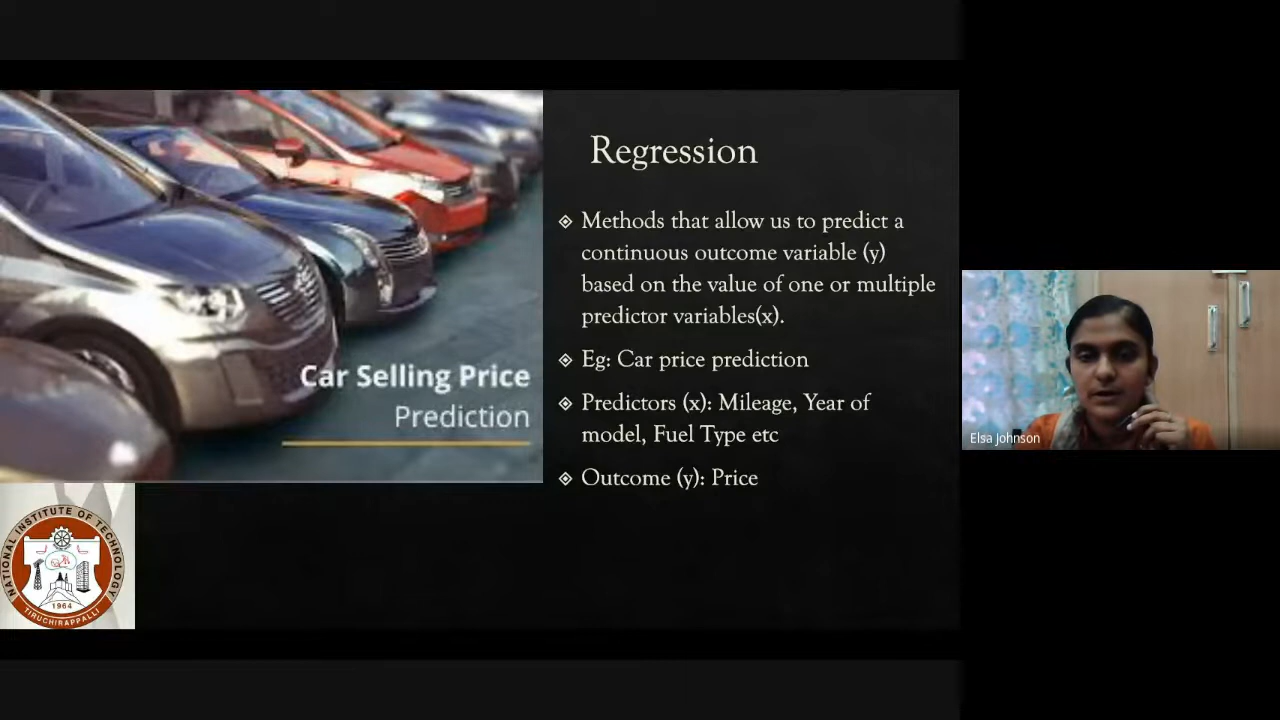 Car Selling Price
Prediction
Regression
Methods that allow us to predict a
continuous outcome variable (y)
based on the value of one or multiple
predictor variables(x).
Eg: Car price prediction
Predictors (x): Mileage, Year of
model, Fuel Type etc
Outcome (y): Price
NATIONAL INSTITUTE OF TECHNOLOGY
1964
TIRUCHIRAPPALLI
Elsa Johnson